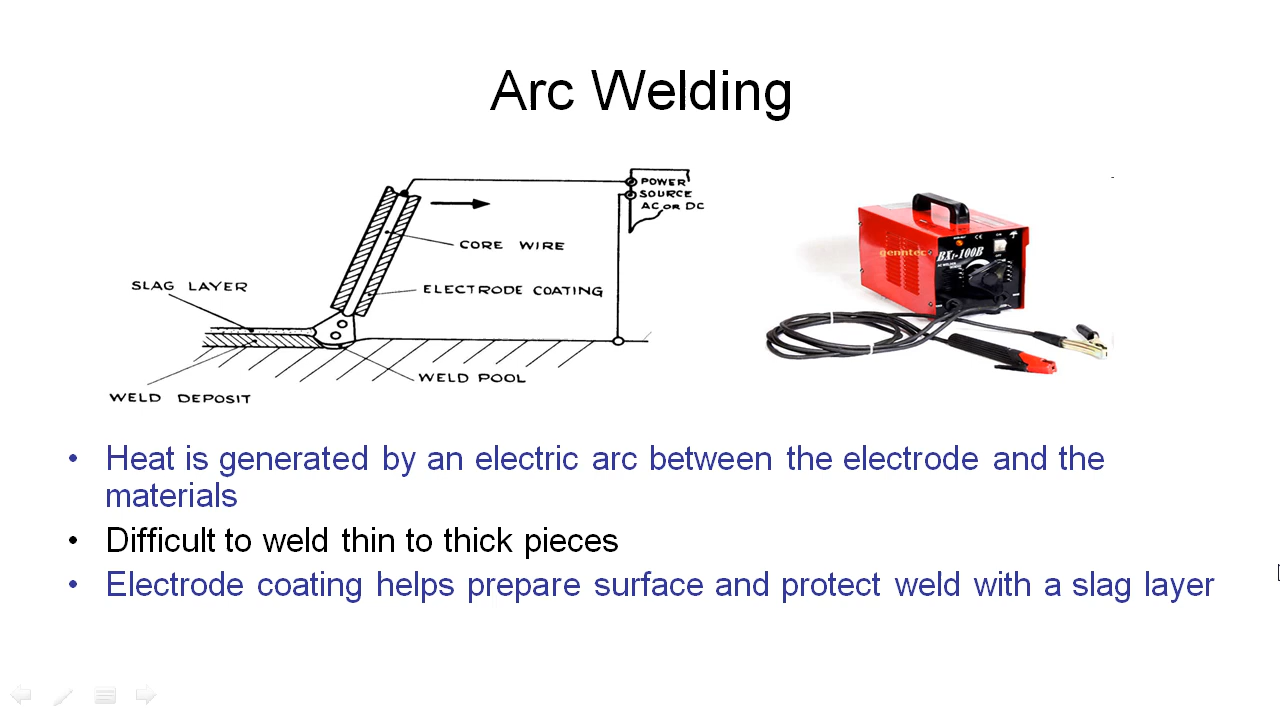 Arc Welding
POWER
SOURCE
AC OR DC
CORE WIRE
ELECTRODE COATING
SLAG LAYER
WELD POOL
WELD DEPOSIT
genntec
BX1-100B
• Heat is generated by an electric arc between the electrode and the
materials
• Difficult to weld thin to thick pieces
• Electrode coating helps prepare surface and protect weld with a slag layer